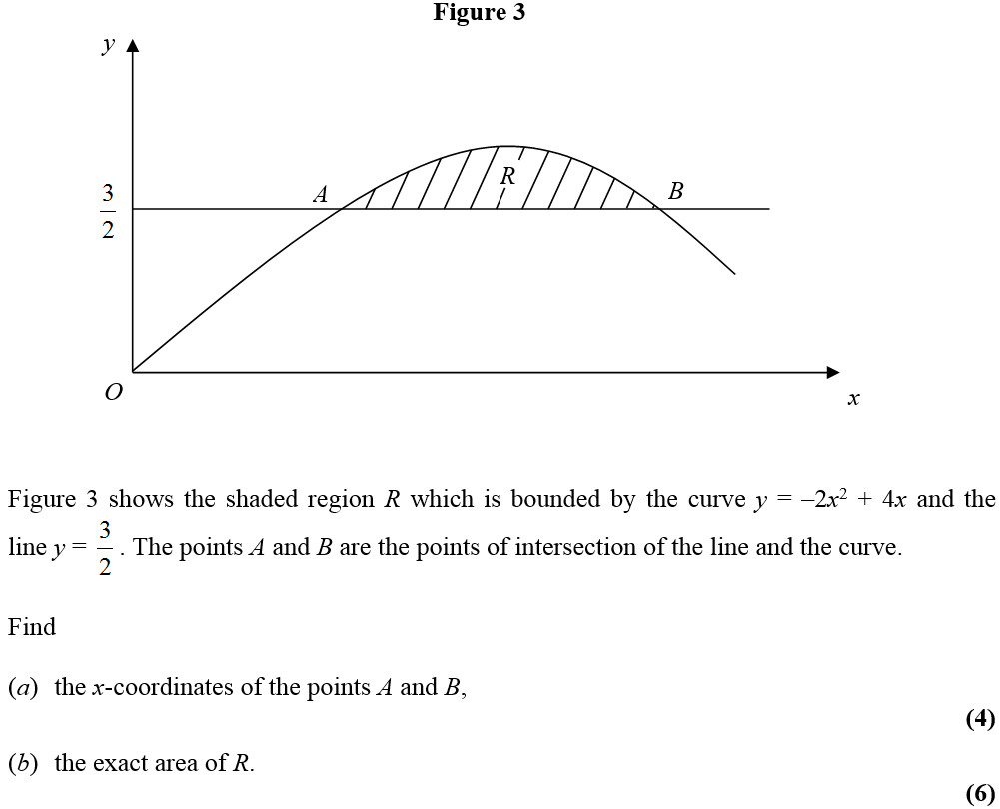 Figure 3
y
3
2
A
R
B
O
x
Figure 3 shows the shaded region R which is bounded by the curve y = –2x² + 4x and the
line y = 3/2 . The points A and B are the points of intersection of the line and the curve.
Find
(a) the x-coordinates of the points A and B,
(4)
(b) the exact area of R.
(6)